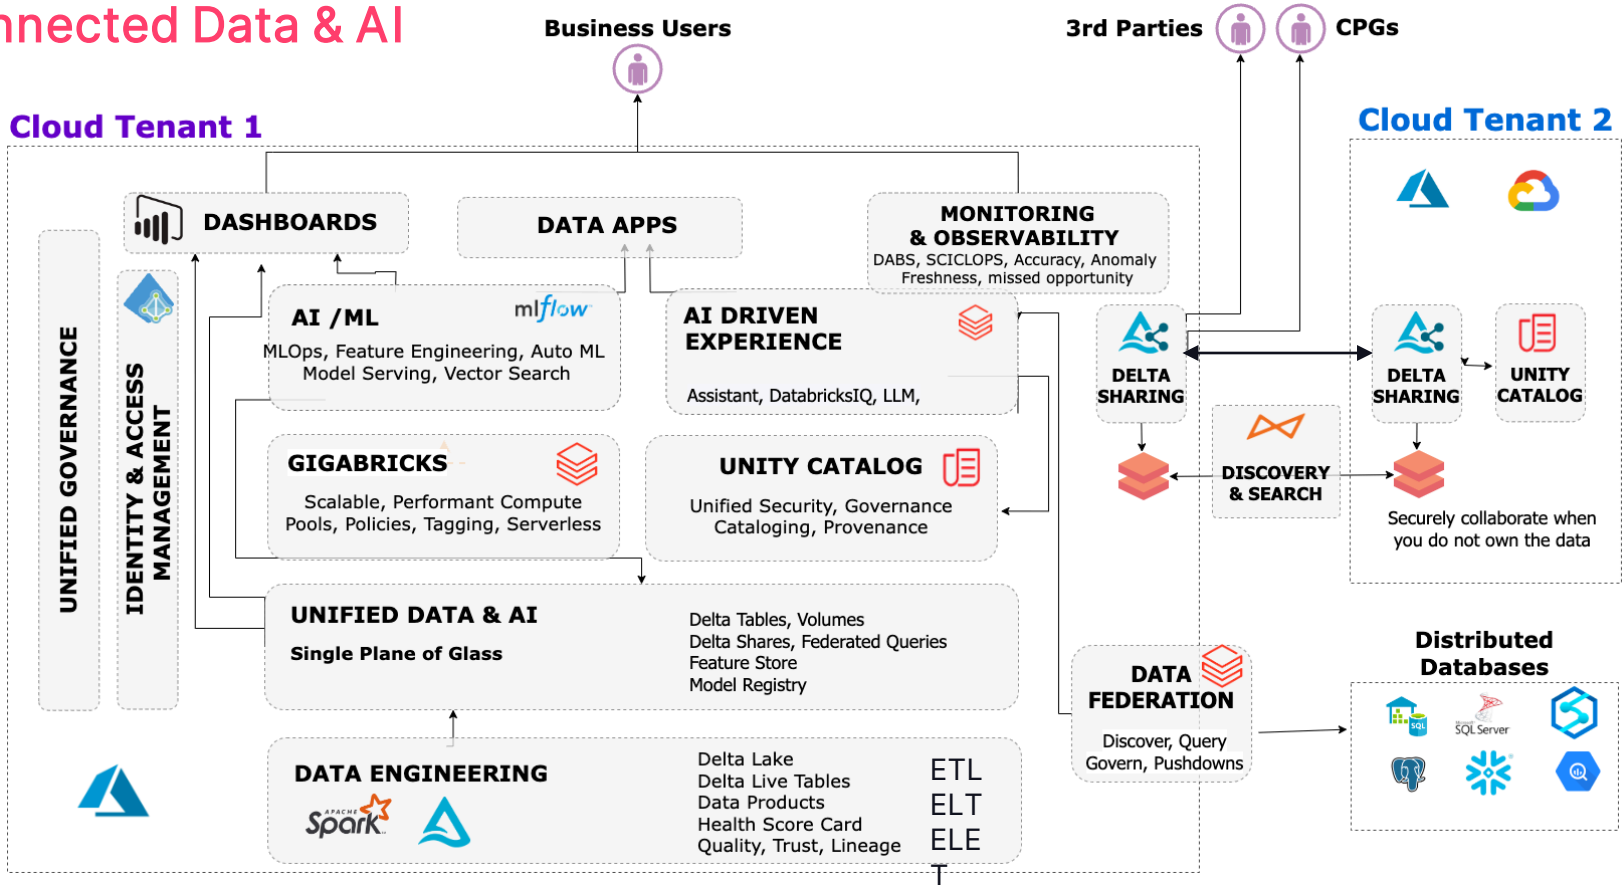 nnected Data & AI
Business Users
3rd Parties
CPGs
Cloud Tenant 1
Cloud Tenant 2
DASHBOARDS
DATA APPS
MONITORING
& OBSERVABILITY
DABS, SCICLOPS, Accuracy, Anomaly
Freshness, missed opportunity
UNIFIED GOVERNANCE
IDENTITY & ACCESS
MANAGEMENT
AI /ML
mlflow
MLOps, Feature Engineering, Auto ML
Model Serving, Vector Search
AI DRIVEN
EXPERIENCE
Assistant, DatabricksIQ, LLM,
DELTA
SHARING
DELTA
SHARING
UNITY
CATALOG
GIGABRICKS
Scalable, Performant Compute
Pools, Policies, Tagging, Serverless
UNITY CATALOG
Unified Security, Governance
Cataloging, Provenance
DISCOVERY
& SEARCH
Securely collaborate when
you do not own the data
UNIFIED DATA & AI
Single Plane of Glass
Delta Tables, Volumes
Delta Shares, Federated Queries
Feature Store
Model Registry
DATA
FEDERATION
Discover, Query
Govern, Pushdowns
Distributed
Databases
SQL
Microsoft
SQL Server
DATA ENGINEERING
APACHE
Spark
Delta Lake
Delta Live Tables
Data Products
Health Score Card
Quality, Trust, Lineage
ETL
ELT
ELE
T